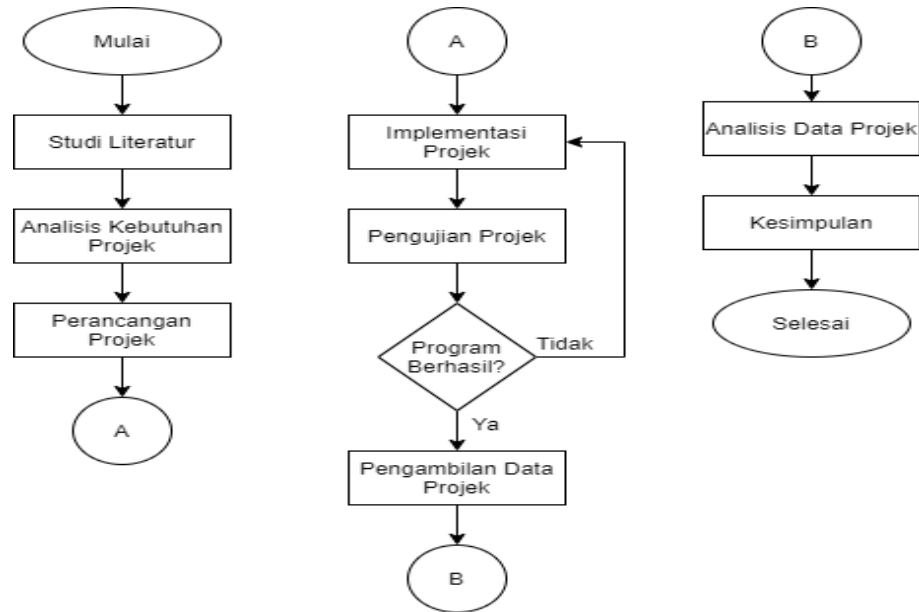 Mulai
Studi Literatur
Analisis Kebutuhan
Projek
Perancangan
Projek
A
A
Implementasi
Projek
Pengujian Projek
Program
Berhasil?
Tidak
Ya
Pengambilan Data
Projek
B
B
Analisis Data Projek
Kesimpulan
Selesai